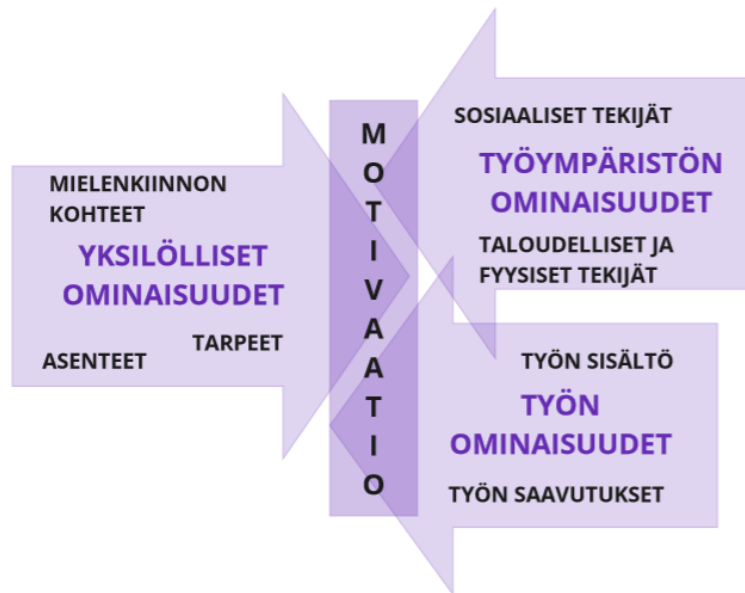 MIELENKIINNON
KOHTEET
YKSILÖLLISET
OMINAISUUDET
TARPEET
ASENTEET
MOTIVAATIO
SOSIAALISET TEKIJÄT
TYÖYMPÄRISTÖN
OMINAISUUDET
TALOUDELLISET JA
FYYSISET TEKIJÄT
TYÖN SISÄLTÖ
TYÖN
OMINAISUUDET
TYÖN SAAVUTUKSET